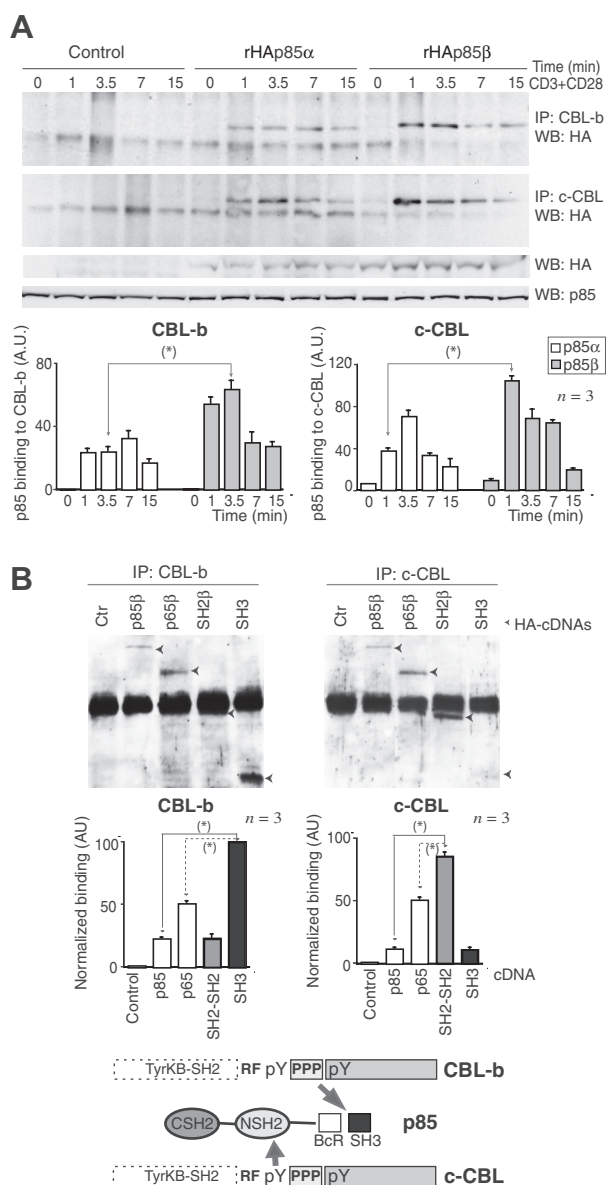 A
Control rHAp85α rHAp85β
Time (min)
0 1 3.5 7 15 0 1 3.5 7 15 0 1 3.5 7 15 CD3+CD28
IP: CBL-b
WB: HA
IP: c-CBL
WB: HA
WB: HA
WB: p85
CBL-b
p85 binding to CBL-b (A.U.)
80
40
0
(*)
0 1 3.5 7 15 0 1 3.5 7 15
Time (min)
c-CBL
p85 binding to c-CBL (A.U.)
120
80
40
0
(*)
0 1 3.5 7 15 0 1 3.5 7 15
Time (min)
p85α
p85β
n = 3
B
IP: CBL-b IP: c-CBL
Ctr p85β p65β SH2β SH3 Ctr p85β p65β SH2β SH3
HA-cDNAs
CBL-b
n = 3
Normalized binding (AU)
100
50
0
(*)
(*)
Control p85 p65 SH2-SH2 SH3
c-CBL
n = 3
Normalized binding (AU)
100
50
0
(*)
(*)
Control p85 p65 SH2-SH2 SH3
cDNA
TyrKB-SH2 RF pY PPP pY CBL-b
CSH2 NSH2 p85
BcR SH3
TyrKB-SH2 RF pY PPP pY c-CBL